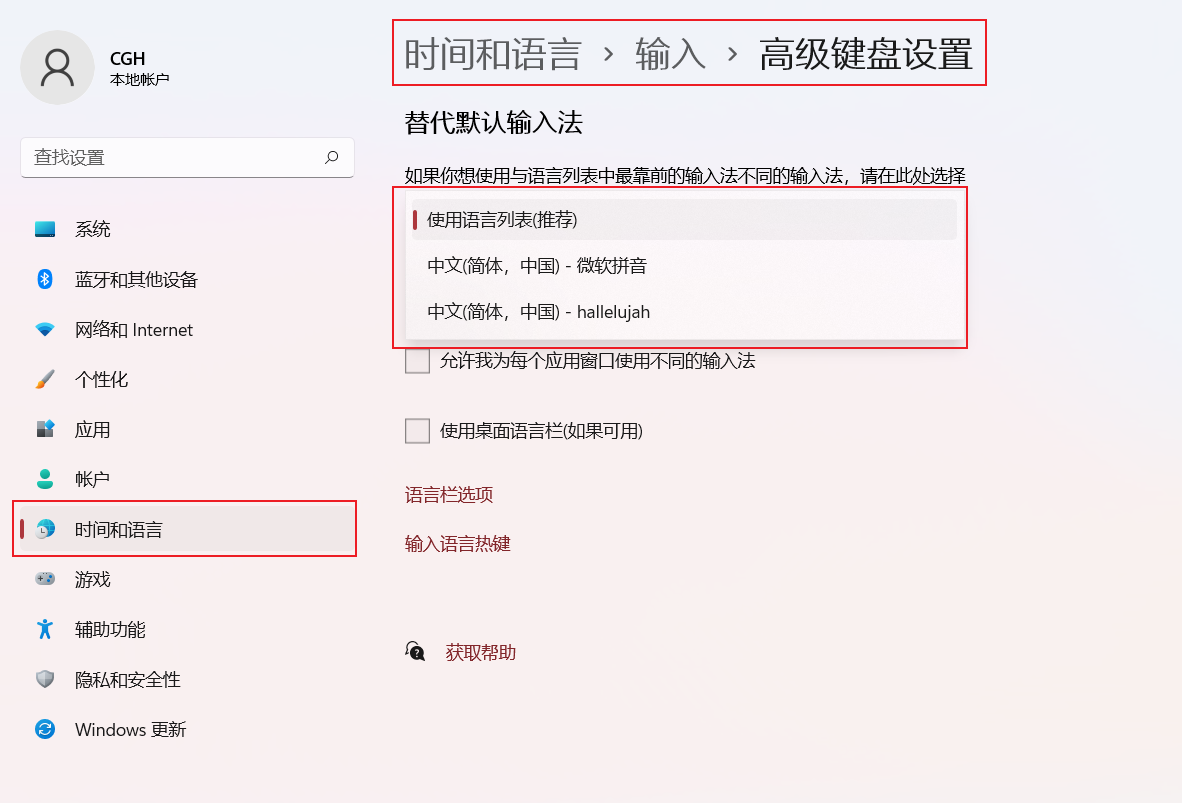 CGH
本地帐户
查找设置
系统
蓝牙和其他设备
网络和 Internet
个性化
应用
帐户
时间和语言
游戏
辅助功能
隐私和安全性
Windows 更新
时间和语言 › 输入 › 高级键盘设置
替代默认输入法
如果你想使用与语言列表中最靠前的输入法不同的输入法，请在此处选择
使用语言列表(推荐)
中文(简体，中国) - 微软拼音
中文(简体，中国) - hallelujah
允许我为每个应用窗口使用不同的输入法
使用桌面语言栏(如果可用)
语言栏选项
输入语言热键
获取帮助